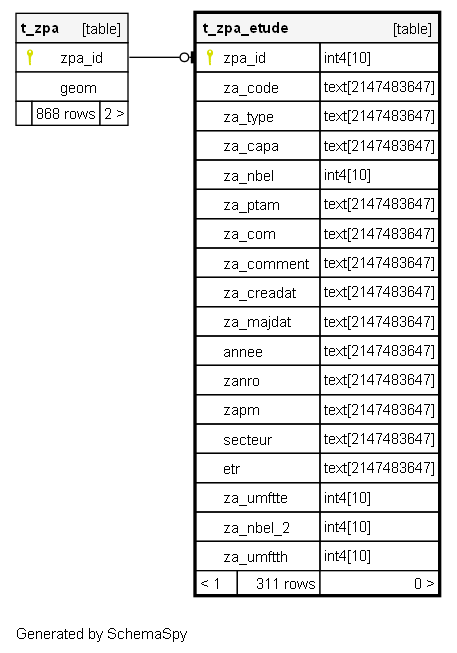 t_zpa [table]
zpa_id
geom
868 rows 2 >
t_zpa_etude [table]
zpa_id int4[10]
za_code text[2147483647]
za_type text[2147483647]
za_capa text[2147483647]
za_nbel int4[10]
za_ptam text[2147483647]
za_com text[2147483647]
za_comment text[2147483647]
za_creadat text[2147483647]
za_majdat text[2147483647]
annee text[2147483647]
zanro text[2147483647]
zapm text[2147483647]
secteur text[2147483647]
etr text[2147483647]
za_umftte int4[10]
za_nbel_2 int4[10]
za_umftth int4[10]
< 1 311 rows 0 >
Generated by SchemaSpy